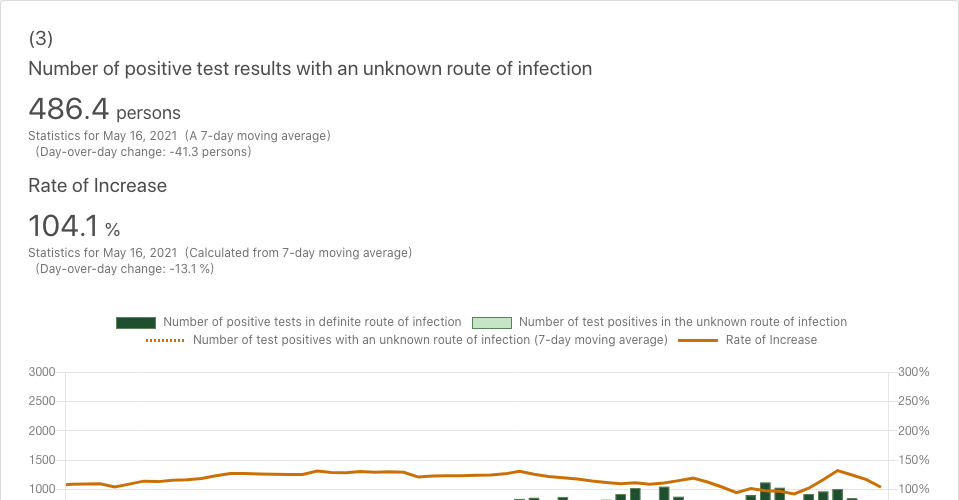 (3)
Number of positive test results with an unknown route of infection
486.4 persons
Statistics for May 16, 2021 (A 7-day moving average)
(Day-over-day change: -41.3 persons)
Rate of Increase
104.1 %
Statistics for May 16, 2021 (Calculated from 7-day moving average)
(Day-over-day change: -13.1 %)
Number of positive tests in definite route of infection Number of test positives in the unknown route of infection
Number of test positives with an unknown route of infection (7-day moving average) Rate of Increase
3000 300%
2500 250%
2000 200%
1500 150%
1000 100%